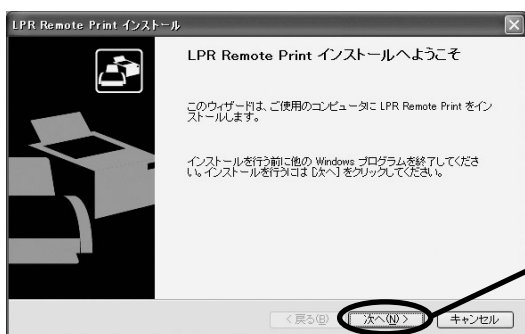 LPR Remote Print インストール
LPR Remote Print インストールへようこそ
このウィザードは、ご使用のコンピュータに LPR Remote Print をイン
ストールします。
インストールを行う前に他の Windows プログラムを終了してくださ
い。インストールを行うには [次へ] をクリックしてください。
< 戻る(B)
次へ(N) >
キャンセル